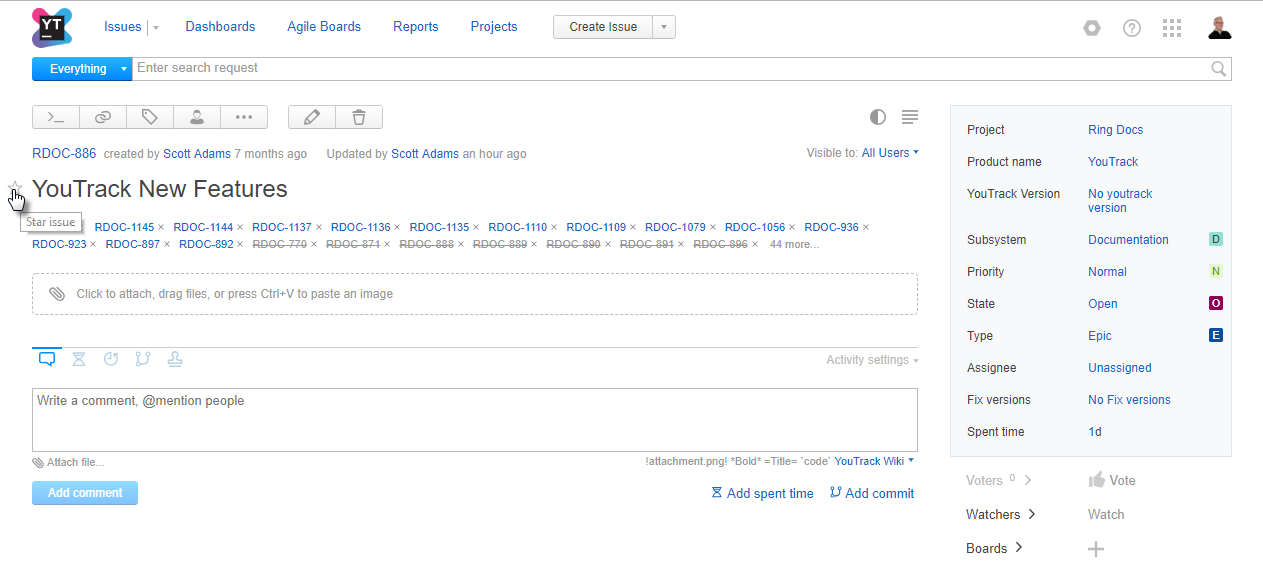 YT
Issues Dashboards Agile Boards Reports Projects Create Issue
Everything Enter search request
RDOC-886 created by Scott Adams 7 months ago Updated by Scott Adams an hour ago Visible to: All Users
YouTrack New Features
Star issue
RDOC-1145 × RDOC-1144 × RDOC-1137 × RDOC-1136 × RDOC-1135 × RDOC-1110 × RDOC-1109 × RDOC-1079 × RDOC-1056 × RDOC-936 ×
RDOC-923 × RDOC-897 × RDOC-892 × RDOC-770 × RDOC-871 × RDOC-888 × RDOC-889 × RDOC-890 × RDOC-891 × RDOC-896 × 44 more...
Click to attach, drag files, or press Ctrl+V to paste an image
Activity settings
Write a comment, @mention people
Attach file... !attachment.png! *Bold* =Title= `code` YouTrack Wiki
Add comment Add spent time Add commit
Project Ring Docs
Product name YouTrack
YouTrack Version No youtrack
version
Subsystem Documentation D
Priority Normal N
State Open O
Type Epic E
Assignee Unassigned
Fix versions No Fix versions
Spent time 1d
Voters 0 Vote
Watchers Watch
Boards